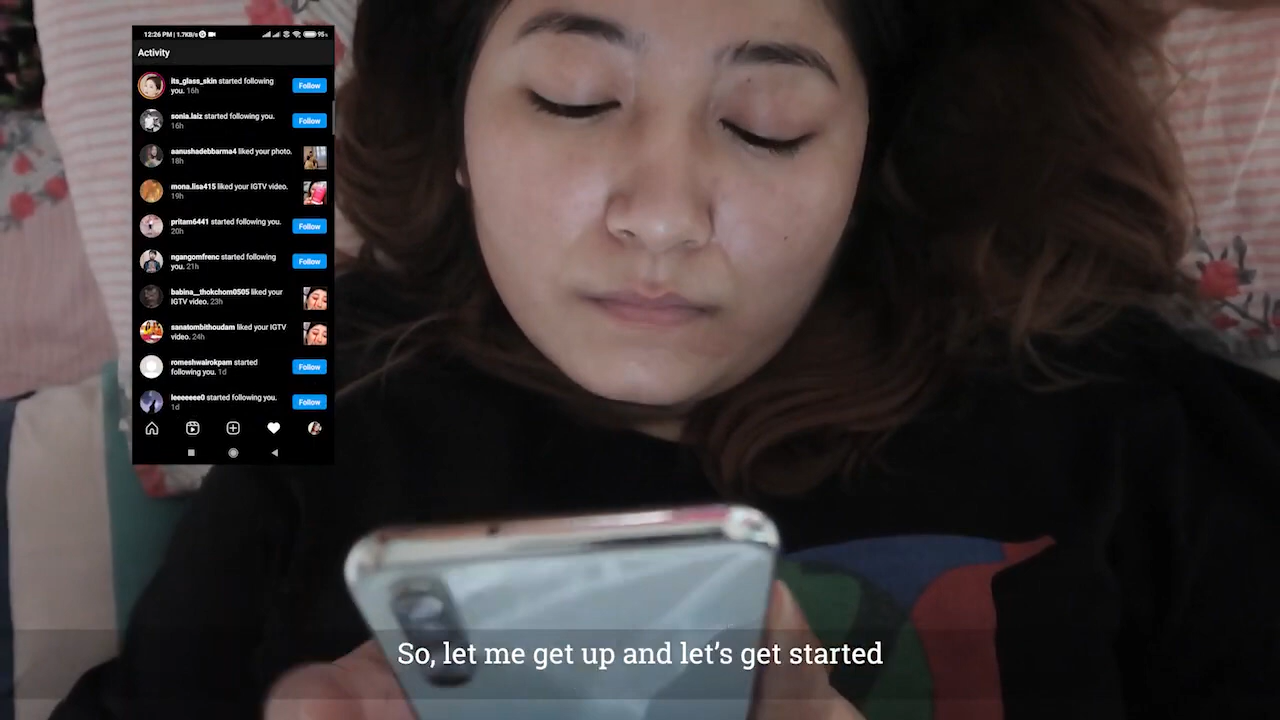 12:26 PM | 1.7KB/s
95%
Activity
its_glass_skin started following
you. 16h
Follow
sonia.laiz started following you.
16h
Follow
aanushadebbarma4 liked your photo.
18h
mona.lisa415 liked your IGTV video.
19h
pritam6441 started following you.
20h
Follow
ngangomfrenc started following
you. 21h
Follow
babina__thokchom0505 liked your
IGTV video. 23h
sanatombithoudam liked your IGTV
video. 24h
romeshwairokpam started
following you. 1d
Follow
leeeeeee0 started following you.
1d
Follow
So, let me get up and let's get started